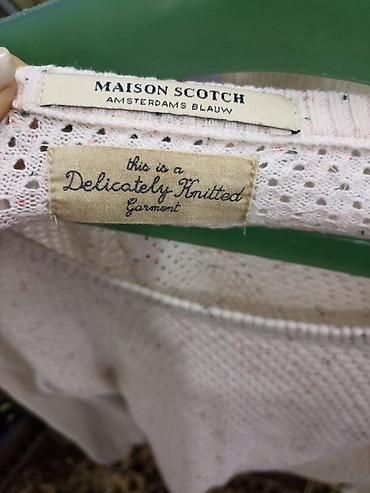 MAISON SCOTCH
AMSTERDAMS BLAUW
this is a
Delicately Knitted
Garment